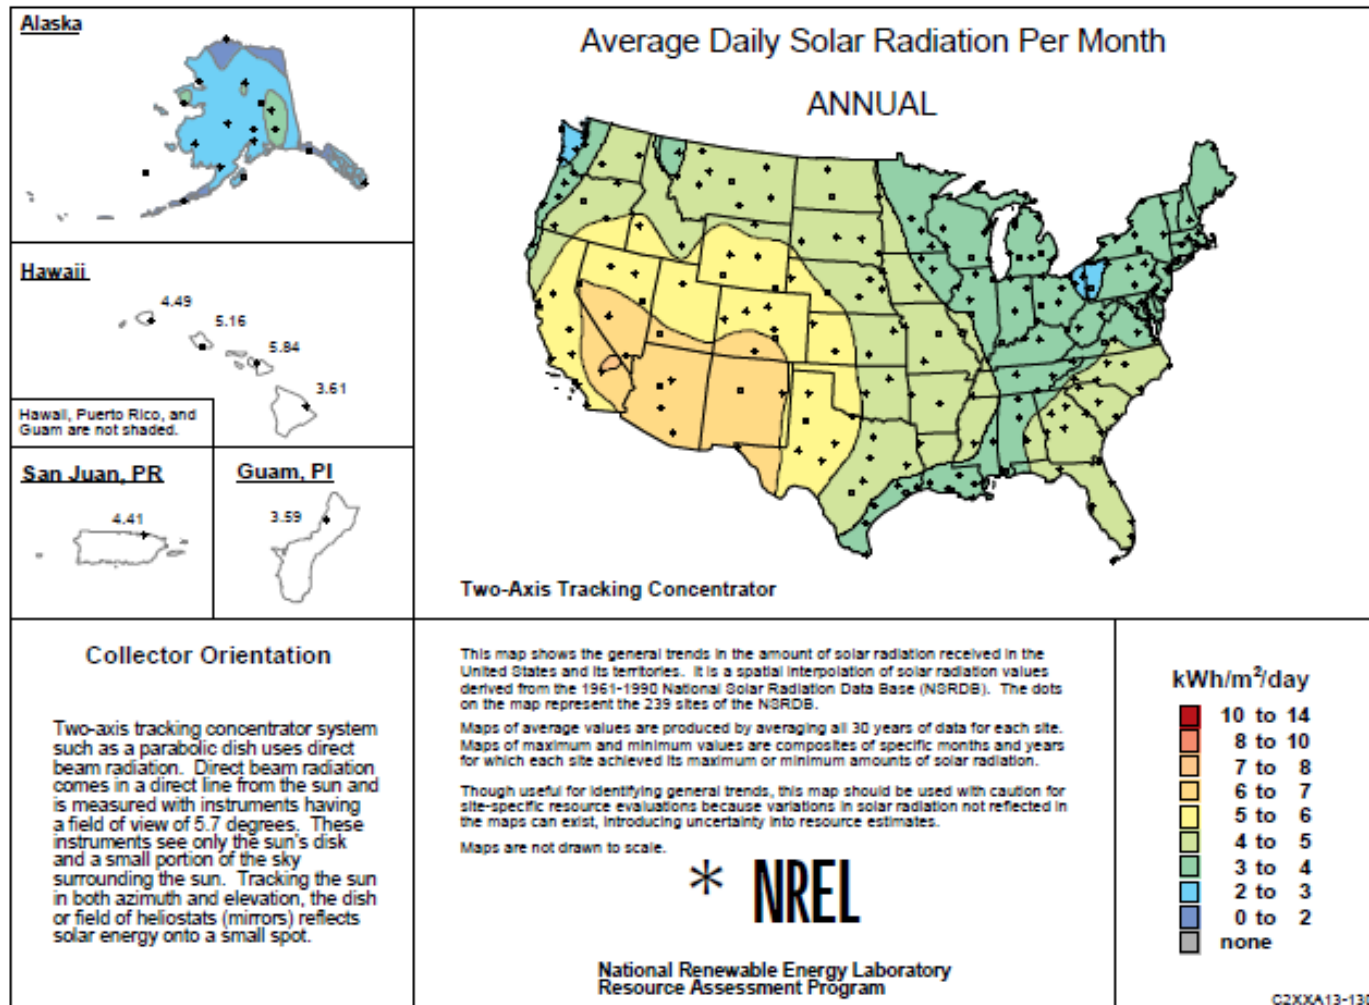 Alaska
Average Daily Solar Radiation Per Month
ANNUAL
Hawaii
4.49
5.16
5.84
3.61
Hawaii, Puerto Rico, and
Guam are not shaded.
San Juan, PR
4.41
Guam, PI
3.59
Two-Axis Tracking Concentrator
Collector Orientation
Two-axis tracking concentrator system
such as a parabolic dish uses direct
beam radiation.  Direct beam radiation
comes in a direct line from the sun and
is measured with instruments having
a field of view of 5.7 degrees.  These
instruments see only the sun's disk
and a small portion of the sky
surrounding the sun.  Tracking the sun
in both azimuth and elevation, the dish
or field of heliostats (mirrors) reflects
solar energy onto a small spot.
This map shows the general trends in the amount of solar radiation received in the
United States and its territories.  It is a spatial interpolation of solar radiation values
derived from the 1961-1990 National Solar Radiation Data Base (NSRDB).  The dots
on the map represent the 239 sites of the NSRDB.
Maps of average values are produced by averaging all 30 years of data for each site.
Maps of maximum and minimum values are composites of specific months and years
for which each site achieved its maximum or minimum amounts of solar radiation.
Though useful for identifying general trends, this map should be used with caution for
site-specific resource evaluations because variations in solar radiation not reflected in
the maps can exist, introducing uncertainty into resource estimates.
Maps are not drawn to scale.
* NREL
National Renewable Energy Laboratory
Resource Assessment Program
kWh/m²/day
10 to 14
8 to 10
7 to 8
6 to 7
5 to 6
4 to 5
3 to 4
2 to 3
0 to 2
none